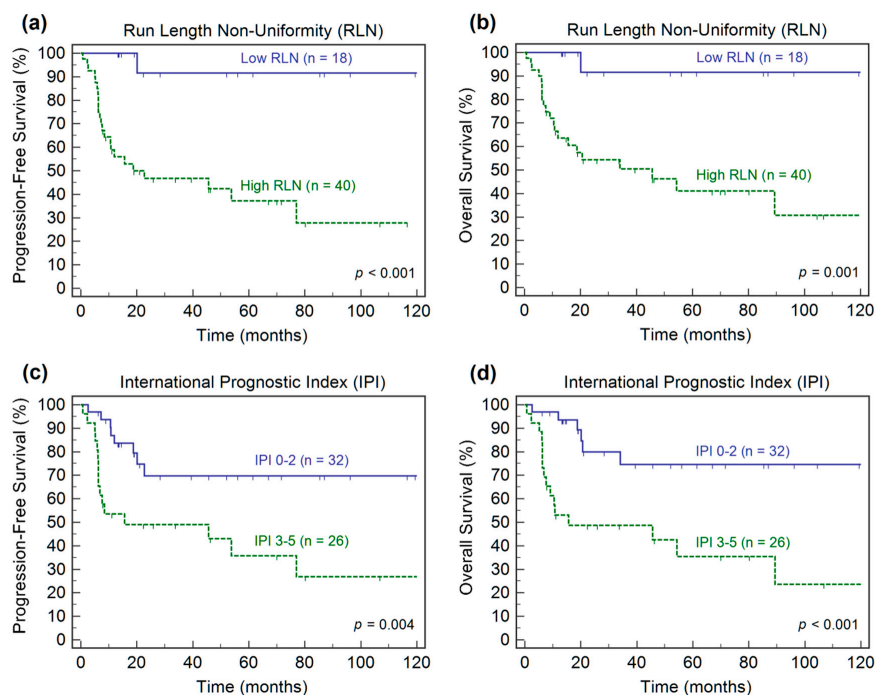 (a)
Run Length Non-Uniformity (RLN)
Progression-Free Survival (%)
100
90
80
70
60
50
40
30
20
10
0
Low RLN (n = 18)
High RLN (n = 40)
p < 0.001
0 20 40 60 80 100 120
Time (months)
(b)
Run Length Non-Uniformity (RLN)
Overall Survival (%)
100
90
80
70
60
50
40
30
20
10
0
Low RLN (n = 18)
High RLN (n = 40)
p = 0.001
0 20 40 60 80 100 120
Time (months)
(c)
International Prognostic Index (IPI)
Progression-Free Survival (%)
100
90
80
70
60
50
40
30
20
10
0
IPI 0-2 (n = 32)
IPI 3-5 (n = 26)
p = 0.004
0 20 40 60 80 100 120
Time (months)
(d)
International Prognostic Index (IPI)
Overall Survival (%)
100
90
80
70
60
50
40
30
20
10
0
IPI 0-2 (n = 32)
IPI 3-5 (n = 26)
p < 0.001
0 20 40 60 80 100 120
Time (months)